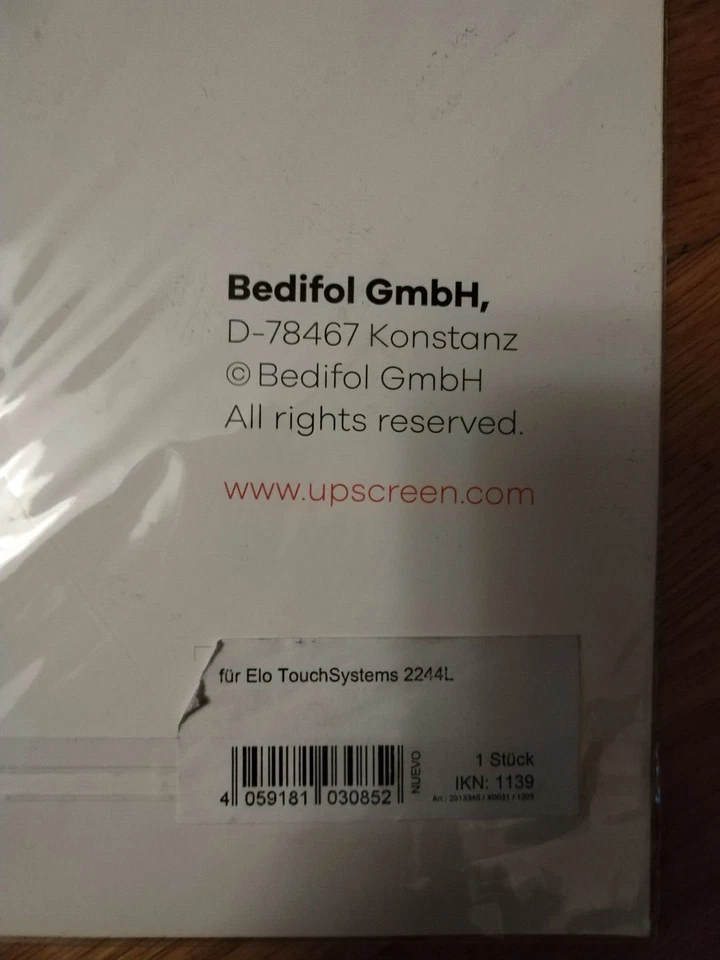 Bedifol GmbH,
D-78467 Konstanz
© Bedifol GmbH
All rights reserved.
www.upscreen.com
für Elo TouchSystems 2244L
NUEVO
1 Stück
IKN: 1139
4 059181 030852
Art.: